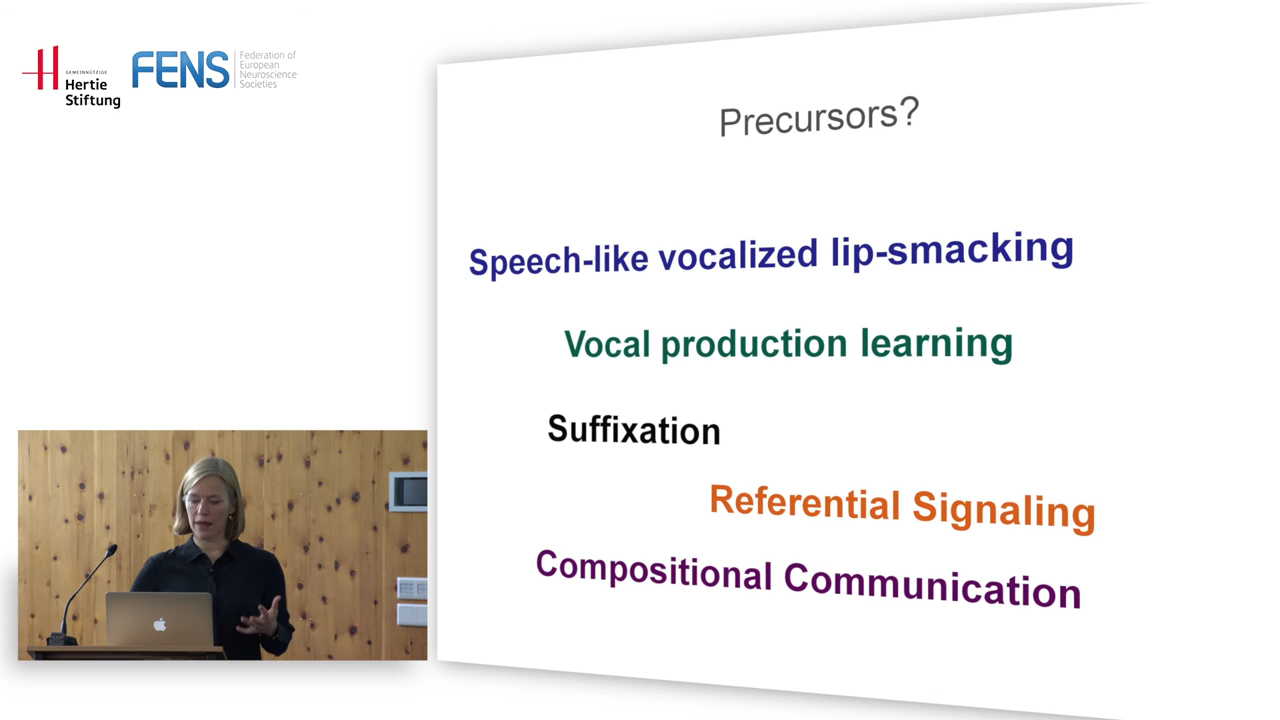 GEMEINNÜTZIGE
Hertie
Stiftung
FENS
Federation of
European
Neuroscience
Societies
Precursors?
Speech-like vocalized lip-smacking
Vocal production learning
Suffixation
Referential Signaling
Compositional Communication